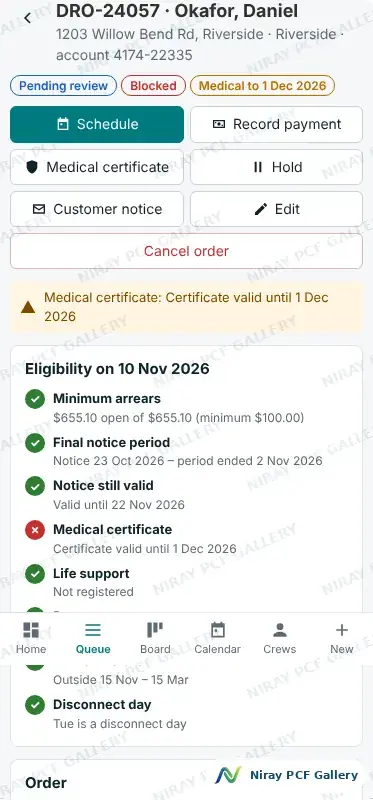 DRO-24057 · Okafor, Daniel
1203 Willow Bend Rd, Riverside · Riverside ·
account 4174-22335
Pending review
Blocked
Medical to 1 Dec 2026
Schedule
Record payment
Medical certificate
Hold
Customer notice
Edit
Cancel order
Medical certificate: Certificate valid until 1 Dec
2026
Eligibility on 10 Nov 2026
Minimum arrears
$655.10 open of $655.10 (minimum $100.00)
Final notice period
Notice 23 Oct 2026 – period ended 2 Nov 2026
Notice still valid
Valid until 22 Nov 2026
Medical certificate
Certificate valid until 1 Dec 2026
Life support
Not registered
Home
Queue
Board
Calendar
Crews
New
Outside 15 Nov – 15 Mar
Disconnect day
Tue is a disconnect day
Order
Niray PCF Gallery
NIRAY PCF GALLERY